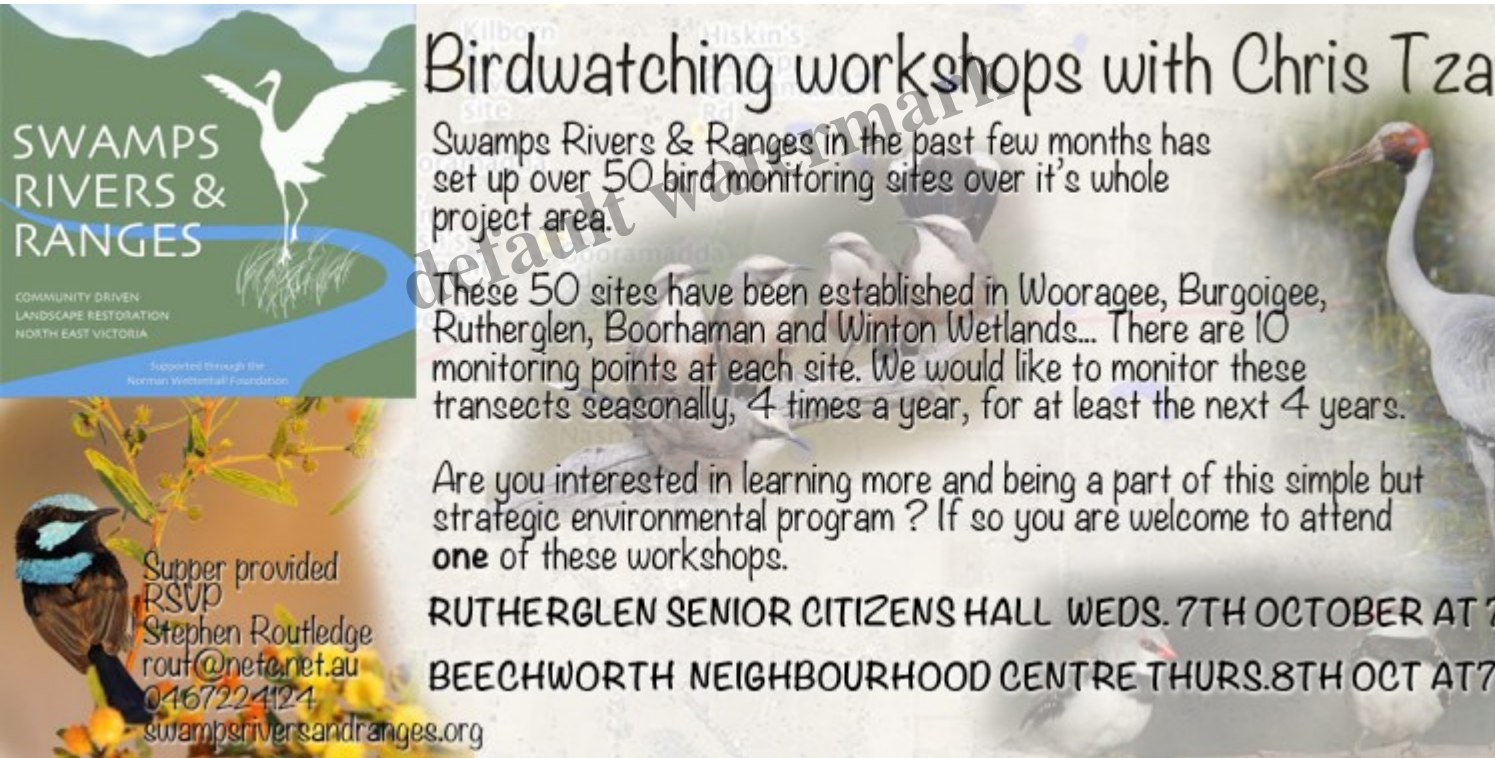 SWAMPS
RIVERS &
RANGES
COMMUNITY DRIVEN
LANDSCAPE RESTORATION
NORTH EAST VICTORIA
Supported through the
Norman Wettenhall Foundation
Birdwatching workshops with Chris Tza
Swamps Rivers & Ranges in the past few months has
set up over 50 bird monitoring sites over it's whole
project area.
These 50 sites have been established in Wooragee, Burgoigee,
Rutherglen, Boorhaman and Winton Wetlands... There are 10
monitoring points at each site. We would like to monitor these
transects seasonally, 4 times a year, for at least the next 4 years.
Are you interested in learning more and being a part of this simple but
strategic environmental program ? If so you are welcome to attend
one of these workshops.
RUTHERGLEN SENIOR CITIZENS HALL WEDS. 7TH OCTOBER AT 7
BEECHWORTH NEIGHBOURHOOD CENTRE THURS.8TH OCT AT7
Supper provided
RSVP
Stephen Routledge
rout@netc.net.au
0467224124
swampsriversandranges.org
default watermark
Kilborn
site
Hiskin's
Rd